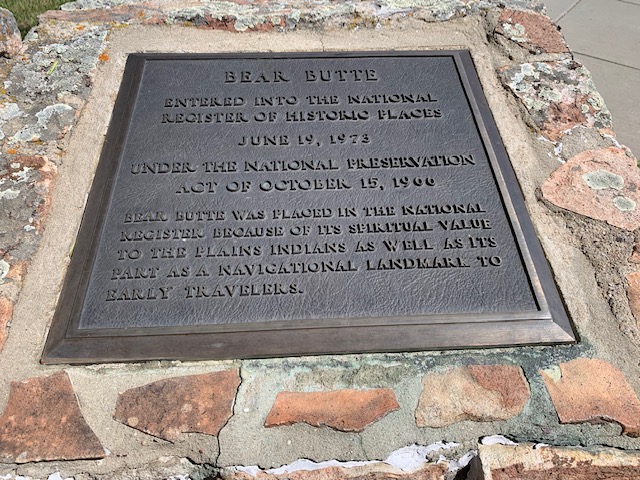 BEAR BUTTE
ENTERED INTO THE NATIONAL
REGISTER OF HISTORIC PLACES
JUNE 19, 1973
UNDER THE NATIONAL PRESERVATION
ACT OF OCTOBER 15, 1966
BEAR BUTTE WAS PLACED IN THE NATIONAL
REGISTER BECAUSE OF ITS SPIRITUAL VALUE
TO THE PLAINS INDIANS AS WELL AS ITS
PART AS A NAVIGATIONAL LANDMARK TO
EARLY TRAVELERS.